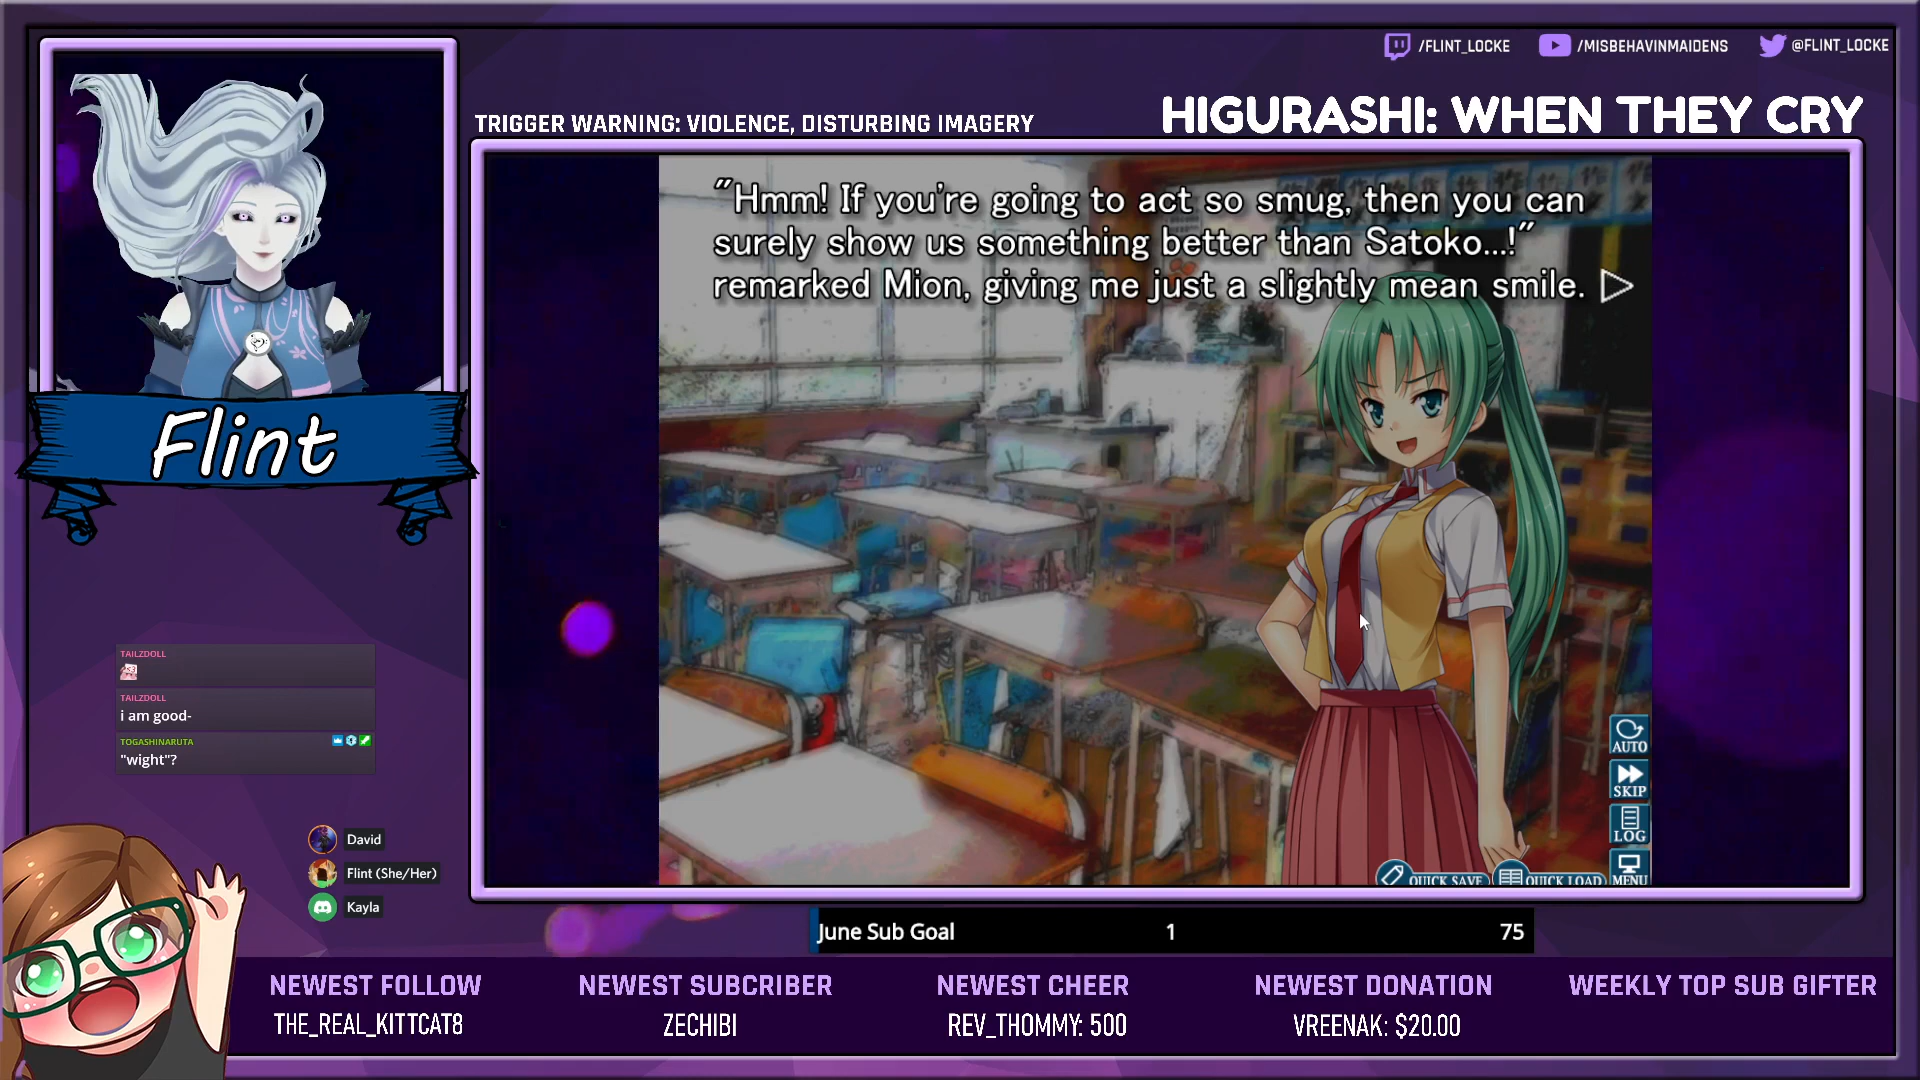 /FLINT_LOCKE
/MISBEHAVINMAIDENS
@FLINT_LOCKE
TRIGGER WARNING: VIOLENCE, DISTURBING IMAGERY
HIGURASHI: WHEN THEY CRY
"Hmm! If you're going to act so smug, then you can
surely show us something better than Satoko...!"
remarked Mion, giving me just a slightly mean smile.
Flint
TAILZDOLL
TAILZDOLL
i am good-
TOGASHINARUTA
"wight"?
David
Flint (She/Her)
Kayla
AUTO
SKIP
LOG
MENU
QUICK SAVE
QUICK LOAD
June Sub Goal
1
75
NEWEST FOLLOW
THE_REAL_KITTCAT8
NEWEST SUBCRIBER
ZECHIBI
NEWEST CHEER
REV_THOMMY: 500
NEWEST DONATION
VREENAK: $20.00
WEEKLY TOP SUB GIFTER